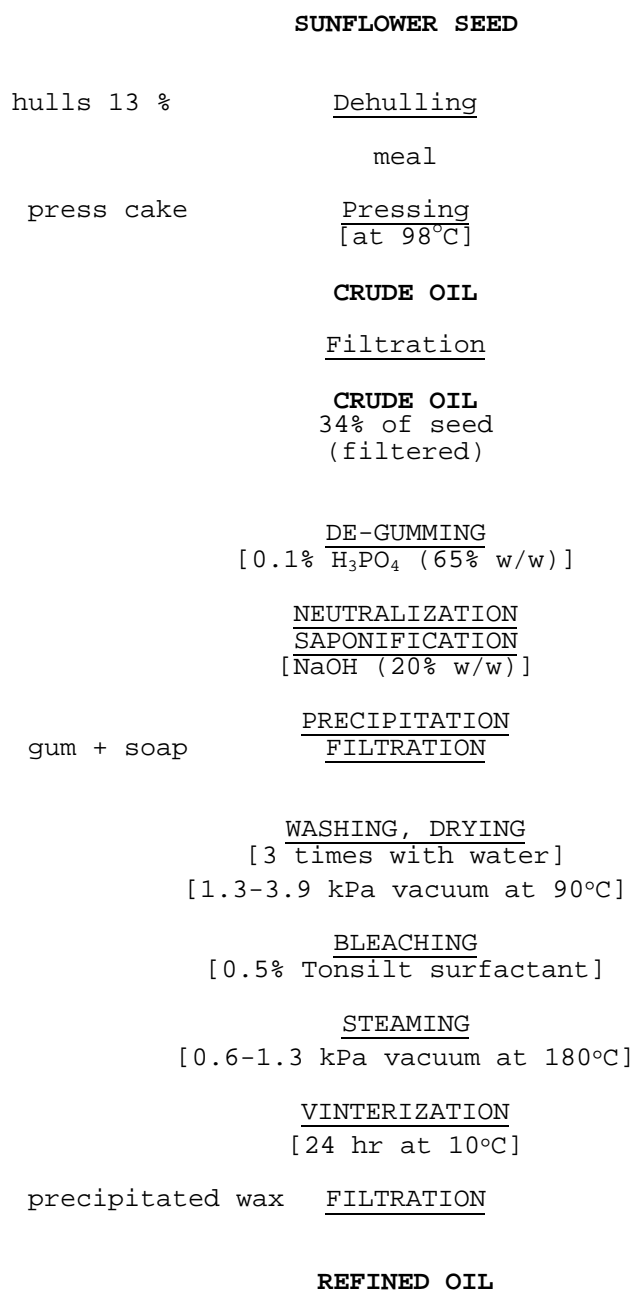 SUNFLOWER SEED
hulls 13 % Dehulling
meal
press cake Pressing
[at 98°C]
CRUDE OIL
Filtration
CRUDE OIL
34% of seed
(filtered)
DE-GUMMING
[0.1% H₃PO₄ (65% w/w)]
NEUTRALIZATION
SAPONIFICATION
[NaOH (20% w/w)]
PRECIPITATION
gum + soap FILTRATION
WASHING, DRYING
[3 times with water]
[1.3-3.9 kPa vacuum at 90°C]
BLEACHING
[0.5% Tonsilt surfactant]
STEAMING
[0.6-1.3 kPa vacuum at 180°C]
VINTERIZATION
[24 hr at 10°C]
precipitated wax FILTRATION
REFINED OIL